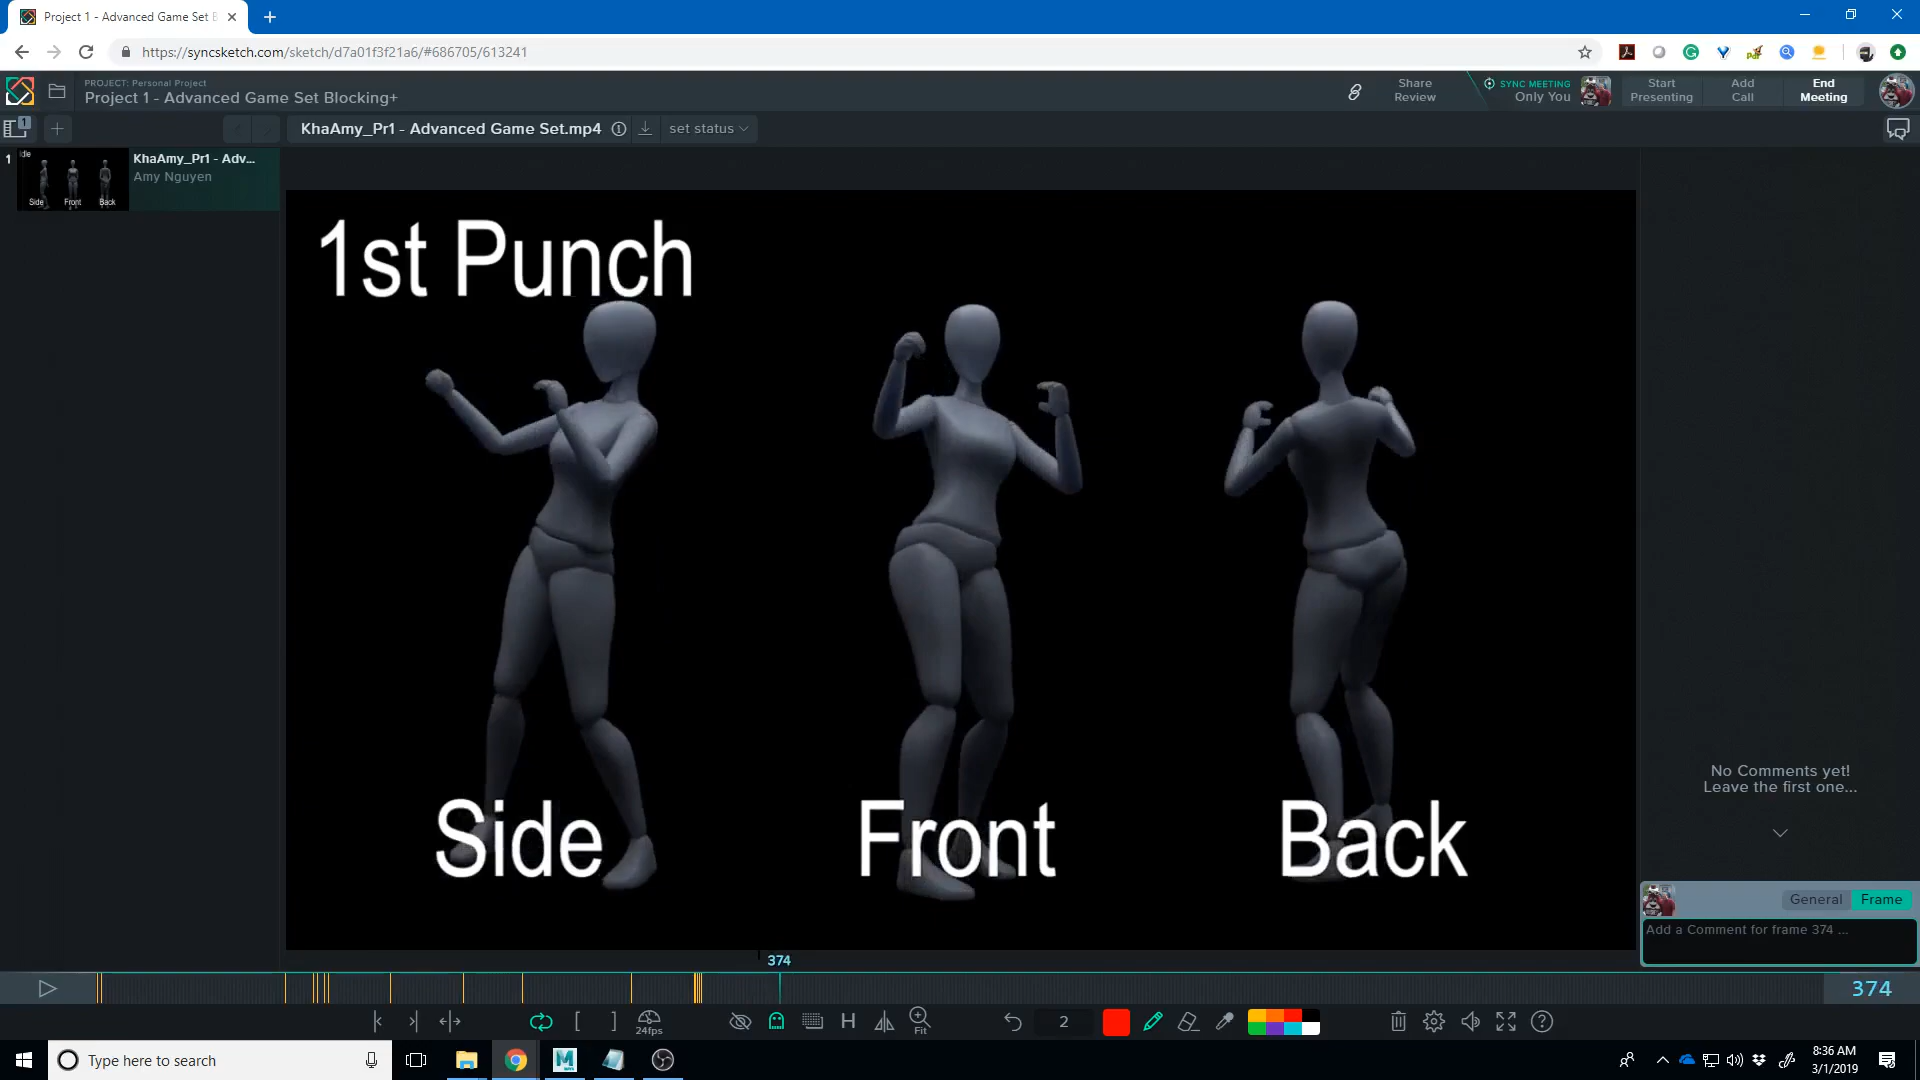 Project 1 - Advanced Game Set B
https://syncsketch.com/sketch/d7a01f3f21a6/#686705/613241
PROJECT: Personal Project
Project 1 - Advanced Game Set Blocking+
Share
Review
SYNC MEETING
Only You
Start
Presenting
Add
Call
End
Meeting
1
KhaAmy_Pr1 - Advanced Game Set.mp4
set status
1
Idle
Side
Front
Back
KhaAmy_Pr1 - Adv...
Amy Nguyen
1st Punch
Side
Front
Back
No Comments yet!
Leave the first one...
General
Frame
Add a Comment for frame 374 ...
374
374
24fps
H
Fit
2
Type here to search
8:36 AM
3/1/2019